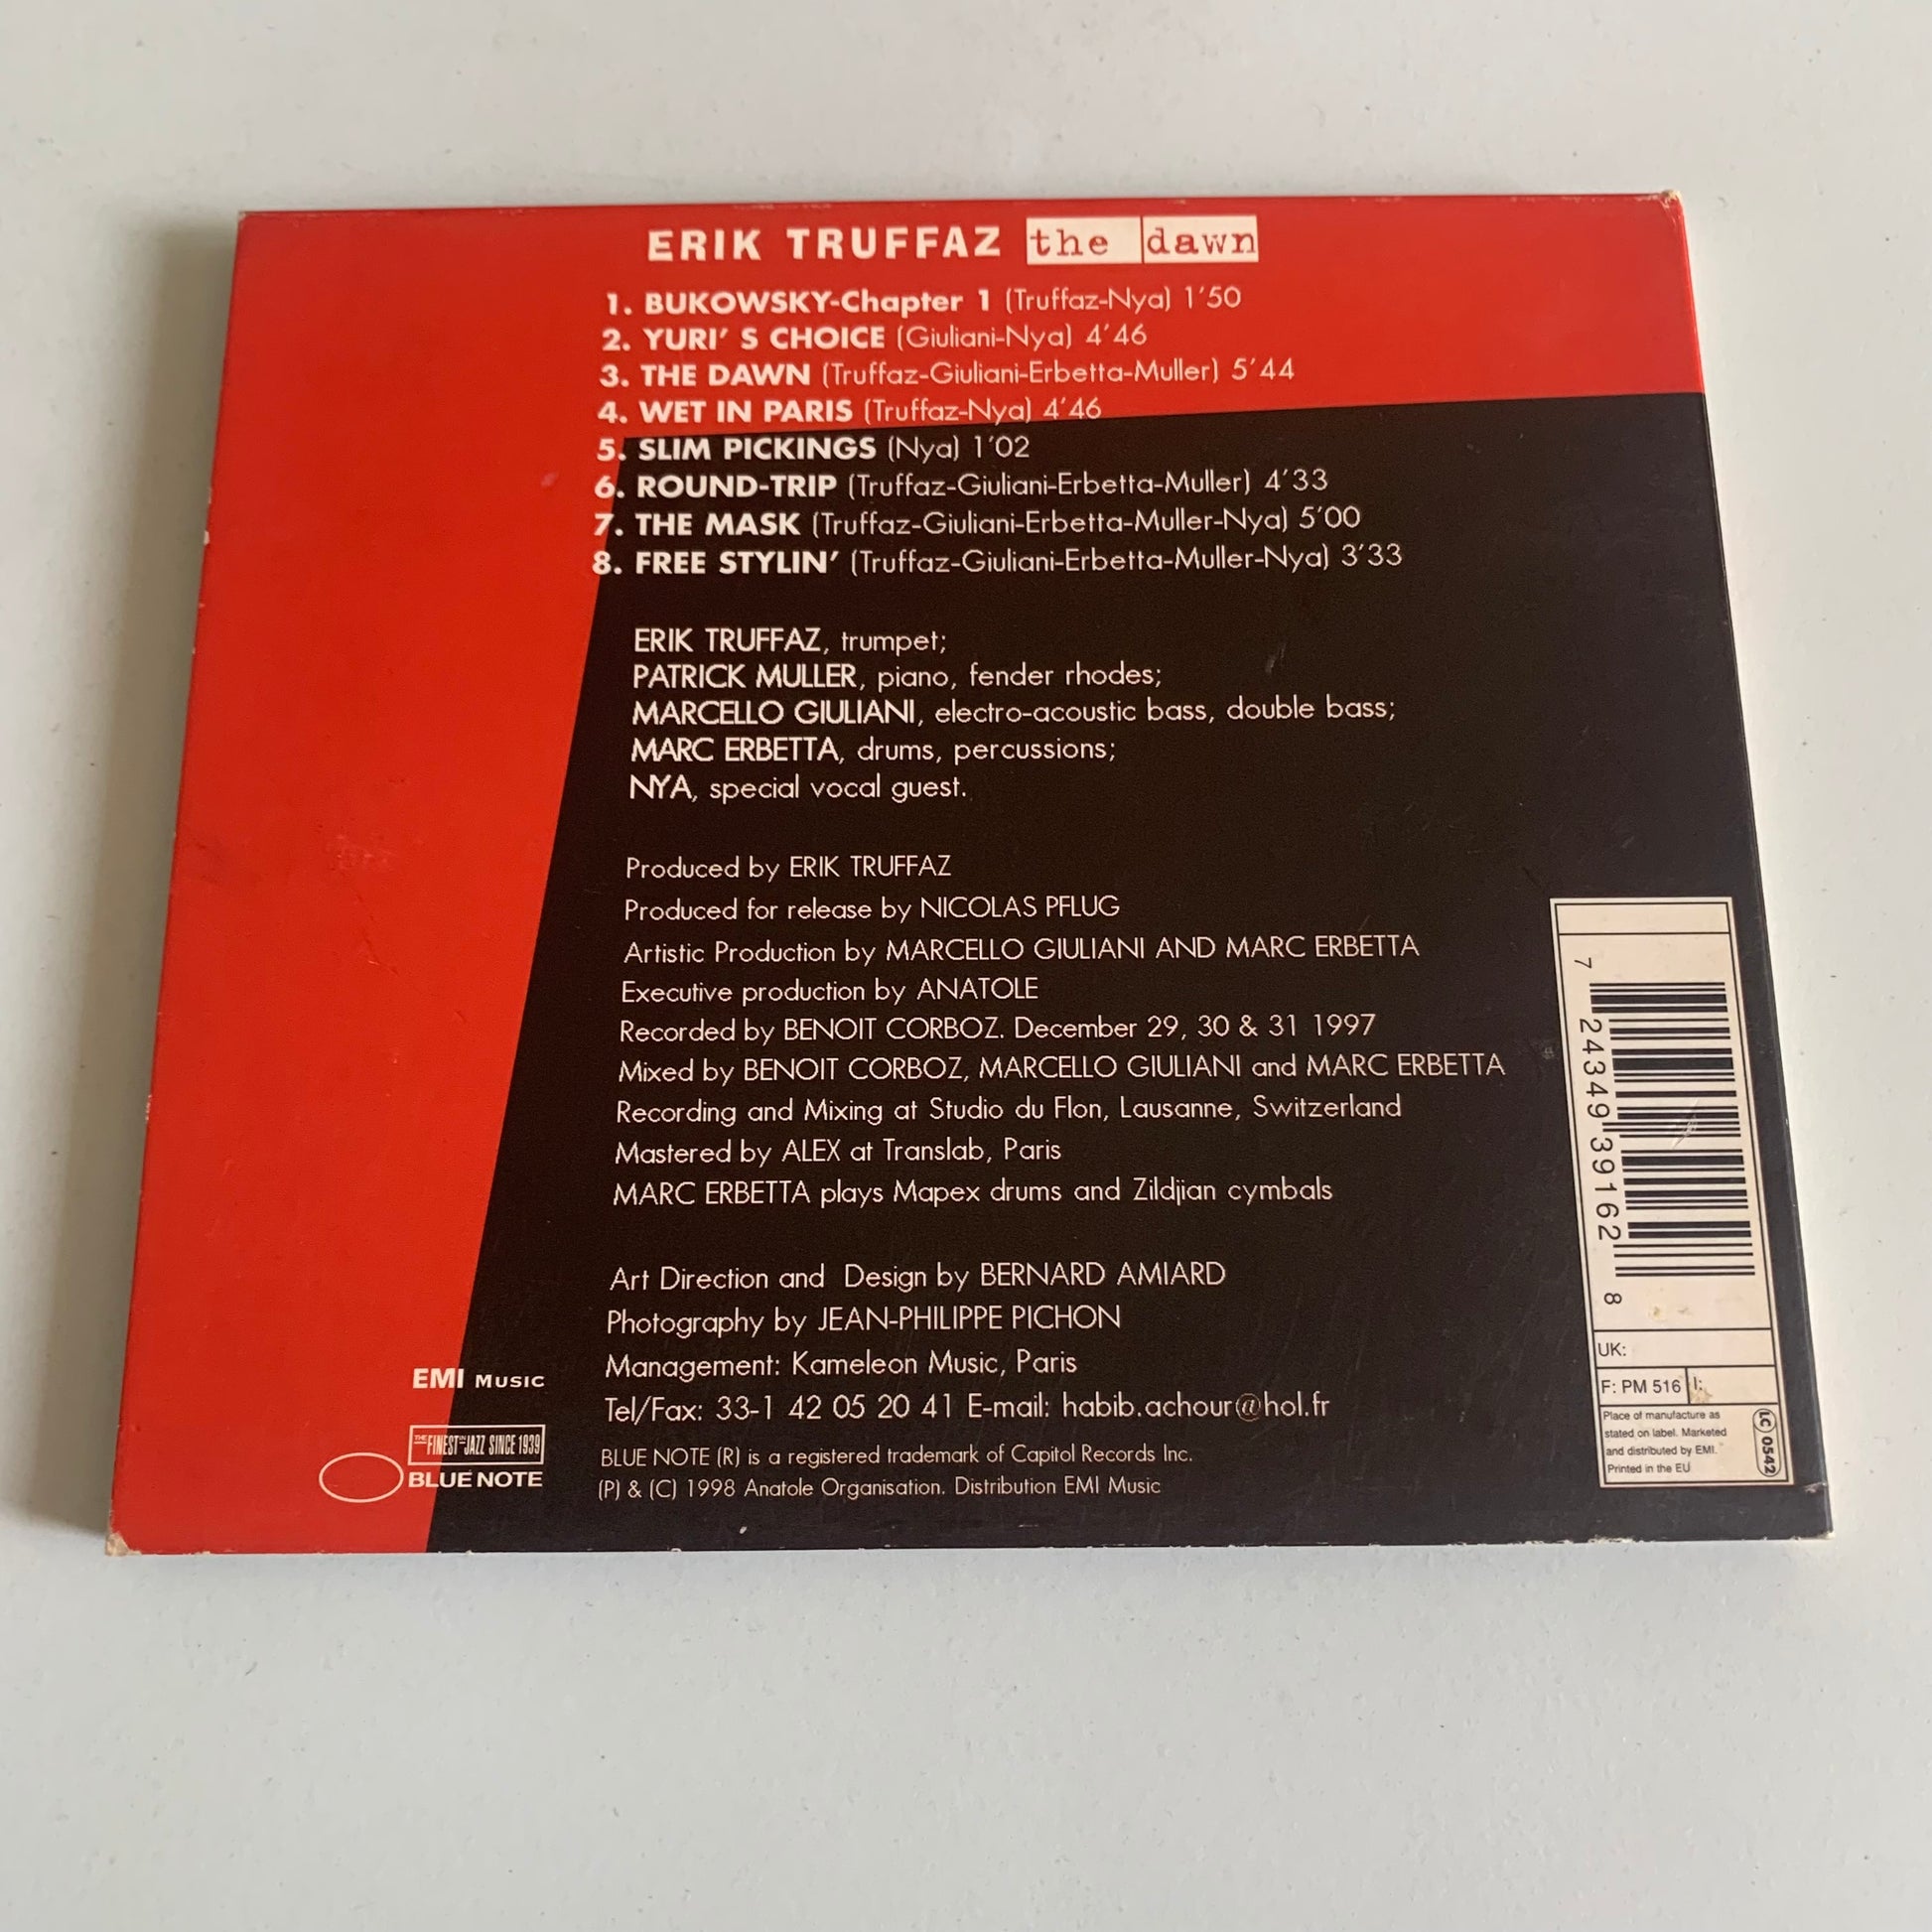 ERIK TRUFFAZ the dawn
1. BUKOWSKY-Chapter 1 (Truffaz-Nya) 1'50
2. YURI' S CHOICE (Giuliani-Nya) 4'46
3. THE DAWN (Truffaz-Giuliani-Erbetta-Muller) 5'44
4. WET IN PARIS (Truffaz-Nya) 4'46
5. SLIM PICKINGS (Nya) 1'02
6. ROUND-TRIP (Truffaz-Giuliani-Erbetta-Muller) 4'33
7. THE MASK (Truffaz-Giuliani-Erbetta-Muller-Nya) 5'00
8. FREE STYLIN' (Truffaz-Giuliani-Erbetta-Muller-Nya) 3'33
ERIK TRUFFAZ, trumpet;
PATRICK MULLER, piano, fender rhodes;
MARCELLO GIULIANI, electro-acoustic bass, double bass;
MARC ERBETTA, drums, percussions;
NYA, special vocal guest.
Produced by ERIK TRUFFAZ
Produced for release by NICOLAS PFLUG
Artistic Production by MARCELLO GIULIANI AND MARC ERBETTA
Executive production by ANATOLE
Recorded by BENOIT CORBOZ. December 29, 30 & 31 1997
Mixed by BENOIT CORBOZ, MARCELLO GIULIANI and MARC ERBETTA
Recording and Mixing at Studio du Flon, Lausanne, Switzerland
Mastered by ALEX at Translab, Paris
MARC ERBETTA plays Mapex drums and Zildjian cymbals
Art Direction and Design by BERNARD AMIARD
Photography by JEAN-PHILIPPE PICHON
Management: Kameleon Music, Paris
Tel/Fax: 33-1 42 05 20 41 E-mail: habib.achour@hol.fr
BLUE NOTE (R) is a registered trademark of Capitol Records Inc.
(P) & (C) 1998 Anatole Organisation. Distribution EMI Music
EMI MUSIC
THE FINEST IN JAZZ SINCE 1939
BLUE NOTE
7 24349 39162 8
UK:
F: PM 516 I:
Place of manufacture as
stated on label. Marketed
and distributed by EMI.
Printed in the EU
LC 0542